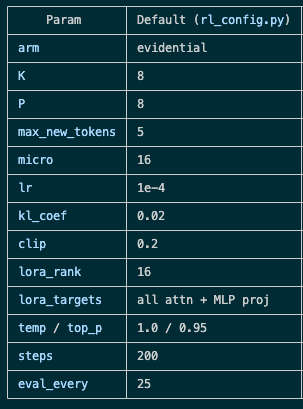 Param Default (rl_config.py)
arm evidential
K 8
P 8
max_new_tokens 5
micro 16
lr 1e-4
kl_coef 0.02
clip 0.2
lora_rank 16
lora_targets all attn + MLP proj
temp / top_p 1.0 / 0.95
steps 200
eval_every 25